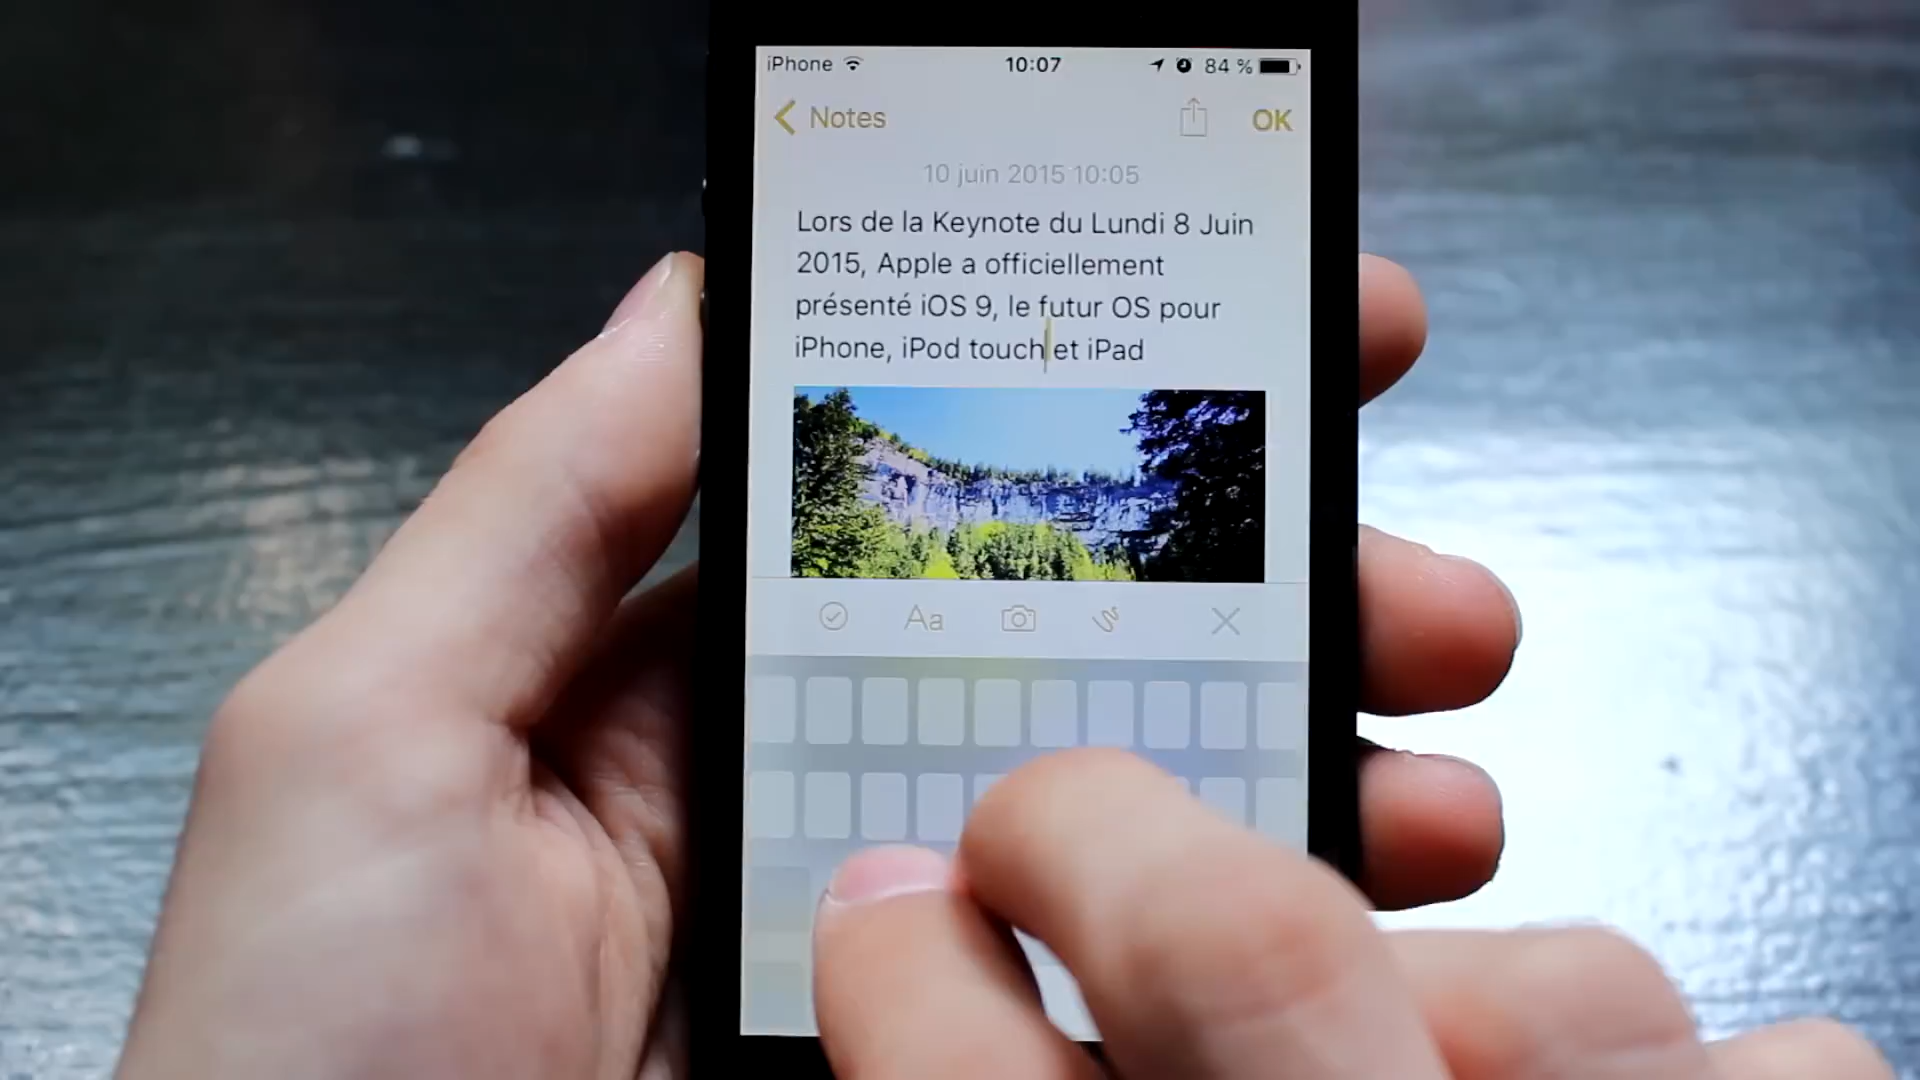 iPhone 10:07 84 %
Notes OK
10 juin 2015 10:05
Lors de la Keynote du Lundi 8 Juin
2015, Apple a officiellement
présenté iOS 9, le futur OS pour
iPhone, iPod touch et iPad
Aa